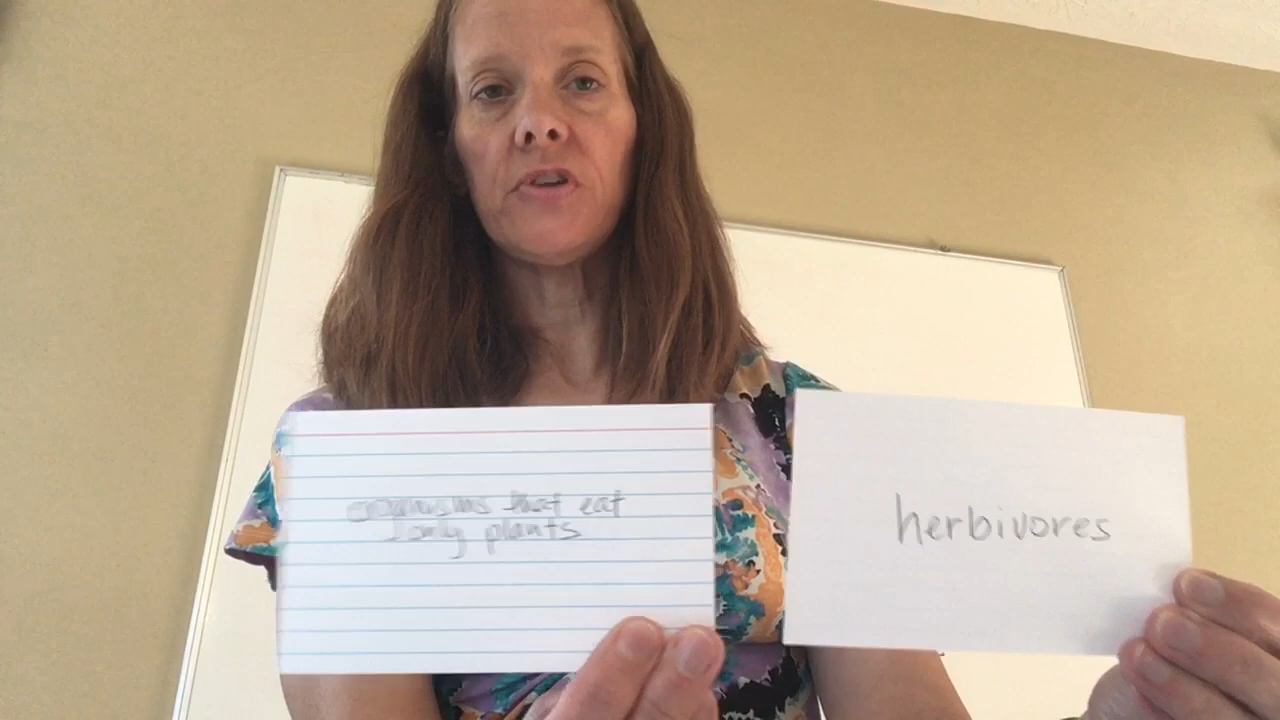 organisms that eat
only plants
herbivores